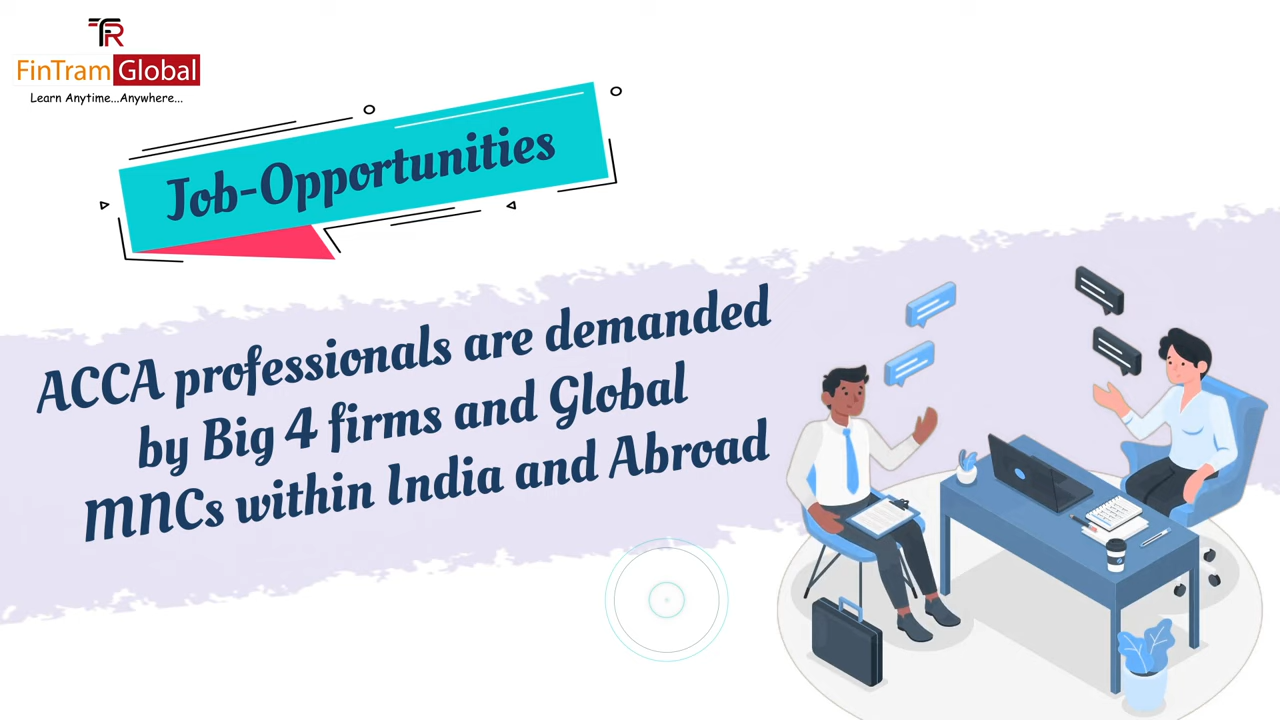 TR
FinTram Global
Learn Anytime...Anywhere...
Job-Opportunities
ACCA professionals are demanded
by Big 4 firms and Global
MNCs within India and Abroad